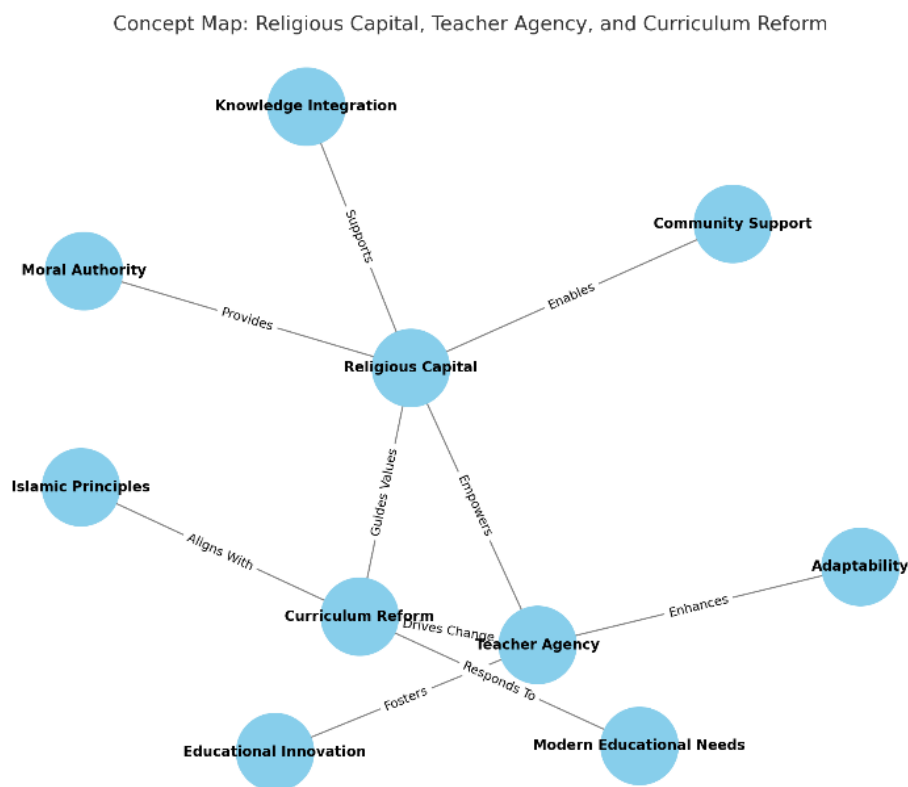 Concept Map: Religious Capital, Teacher Agency, and Curriculum Reform
Knowledge Integration
Community Support
Supports
Moral Authority
Enables
Provides
Religious Capital
Islamic Principles
Guides Values
Empowers
Aligns With
Adaptability
Enhances
Curriculum Reform
Drives Change
Teacher Agency
Responds To
Fosters
Educational Innovation
Modern Educational Needs